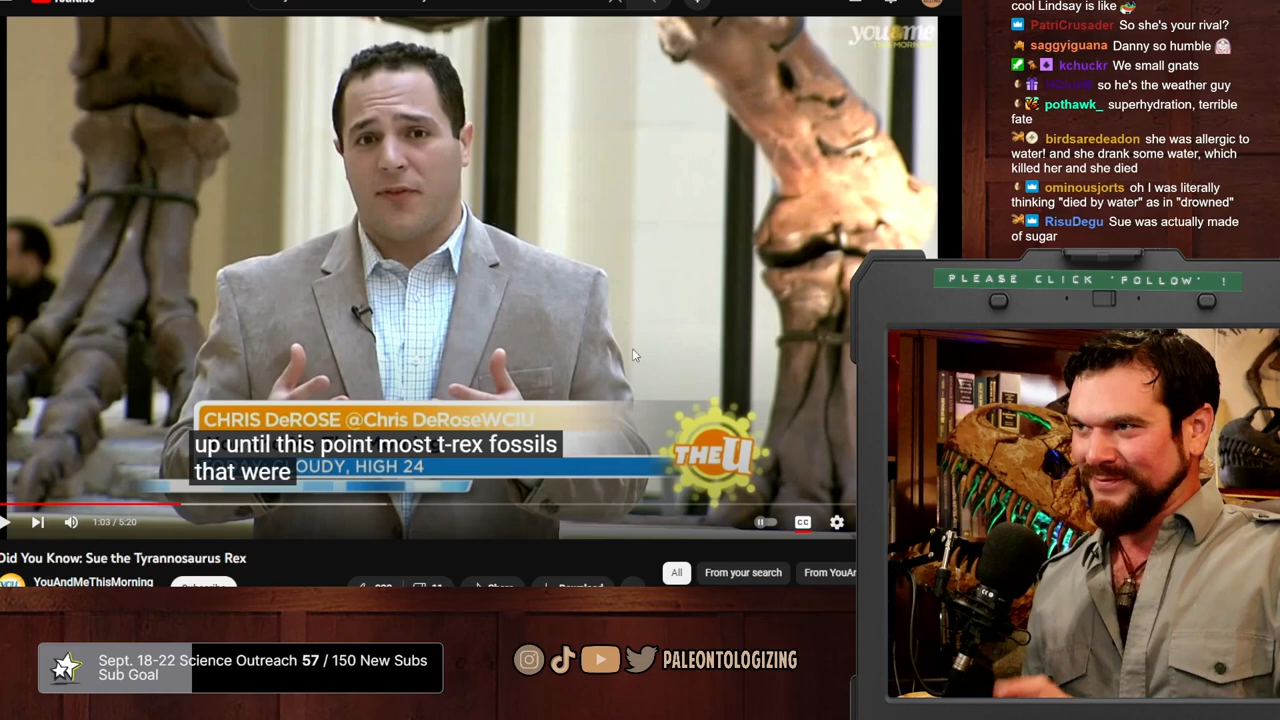 YouTube
you&me
THIS MORNING
CHRIS DeROSE @Chris DeRoseWCIU
up until this point most t-rex fossils
that were
OUDY, HIGH 24
THE U
1:03 / 5:20
CC
Did You Know: Sue the Tyrannosaurus Rex
YouAndMeThisMorning
Subscribe
Share
Download
All
From your search
From YouAr
cool Lindsay is like
PatriCrusader So she's your rival?
saggyiguana Danny so humble
kchuckr We small gnats
so he's the weather guy
pothawk_ superhydration, terrible
fate
birdsaredeadon she was allergic to
water! and she drank some water, which
killed her and she died
ominousjorts oh I was literally
thinking "died by water" as in "drowned"
RisuDegu Sue was actually made
of sugar
PLEASE CLICK 'FOLLOW' !
Sept. 18-22 Science Outreach 57 / 150 New Subs
Sub Goal
PALEONTOLOGIZING